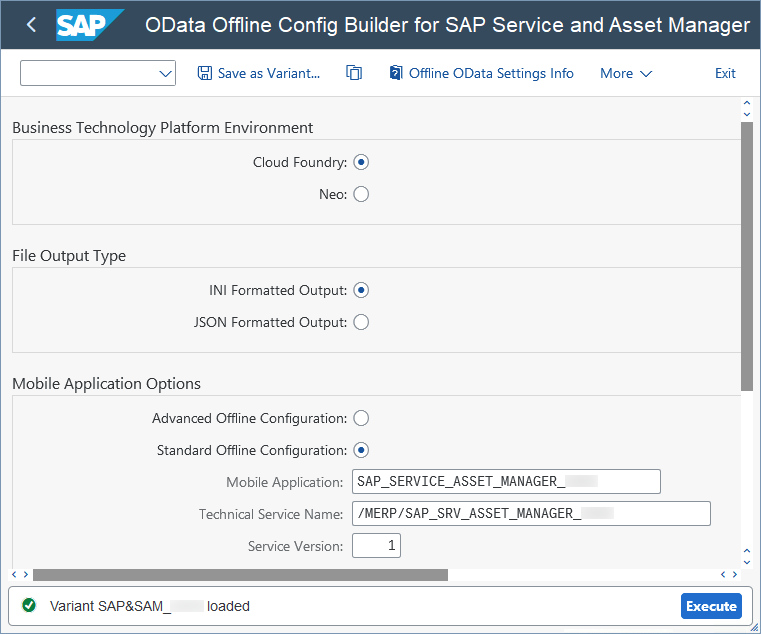 SAP OData Offline Config Builder for SAP Service and Asset Manager
Save as Variant... Offline OData Settings Info More Exit
Business Technology Platform Environment
Cloud Foundry:
Neo:
File Output Type
INI Formatted Output:
JSON Formatted Output:
Mobile Application Options
Advanced Offline Configuration:
Standard Offline Configuration:
Mobile Application: SAP_SERVICE_ASSET_MANAGER_
Technical Service Name: /MERP/SAP_SRV_ASSET_MANAGER_
Service Version: 1
Variant SAP&SAM_ loaded Execute